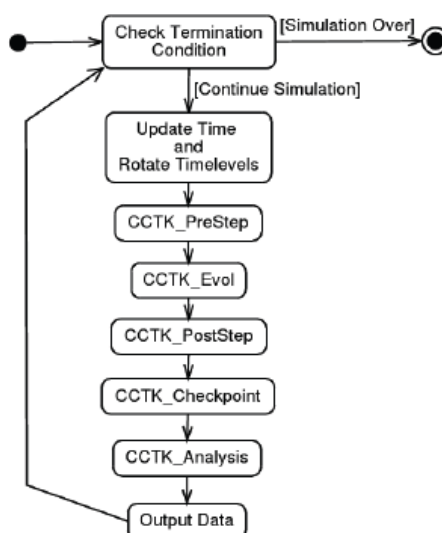 Check Termination
Condition
[Simulation Over]
[Continue Simulation]
Update Time
and
Rotate Timelevels
CCTK_PreStep
CCTK_Evol
CCTK_PostStep
CCTK_Checkpoint
CCTK_Analysis
Output Data